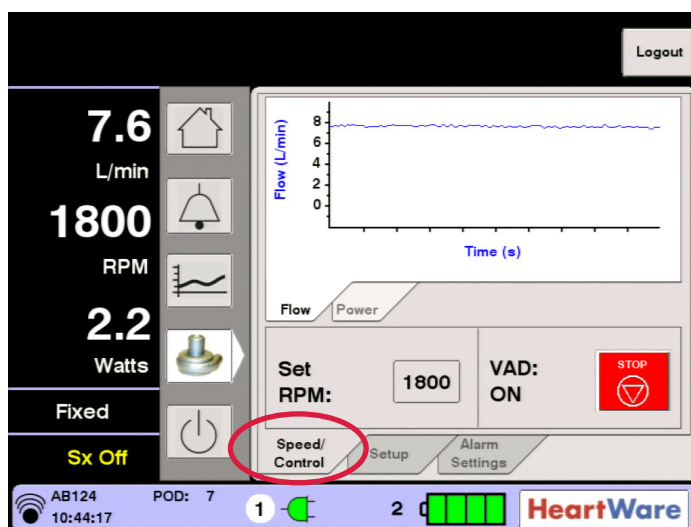 Logout
7.6
L/min
1800
RPM
2.2
Watts
Fixed
Sx Off
Flow (L/min)
8
6
4
2
0
Time (s)
Flow
Power
Set
RPM:
1800
VAD:
ON
STOP
Speed/
Control
Setup
Alarm
Settings
AB124
POD: 7
10:44:17
1
2
HeartWare